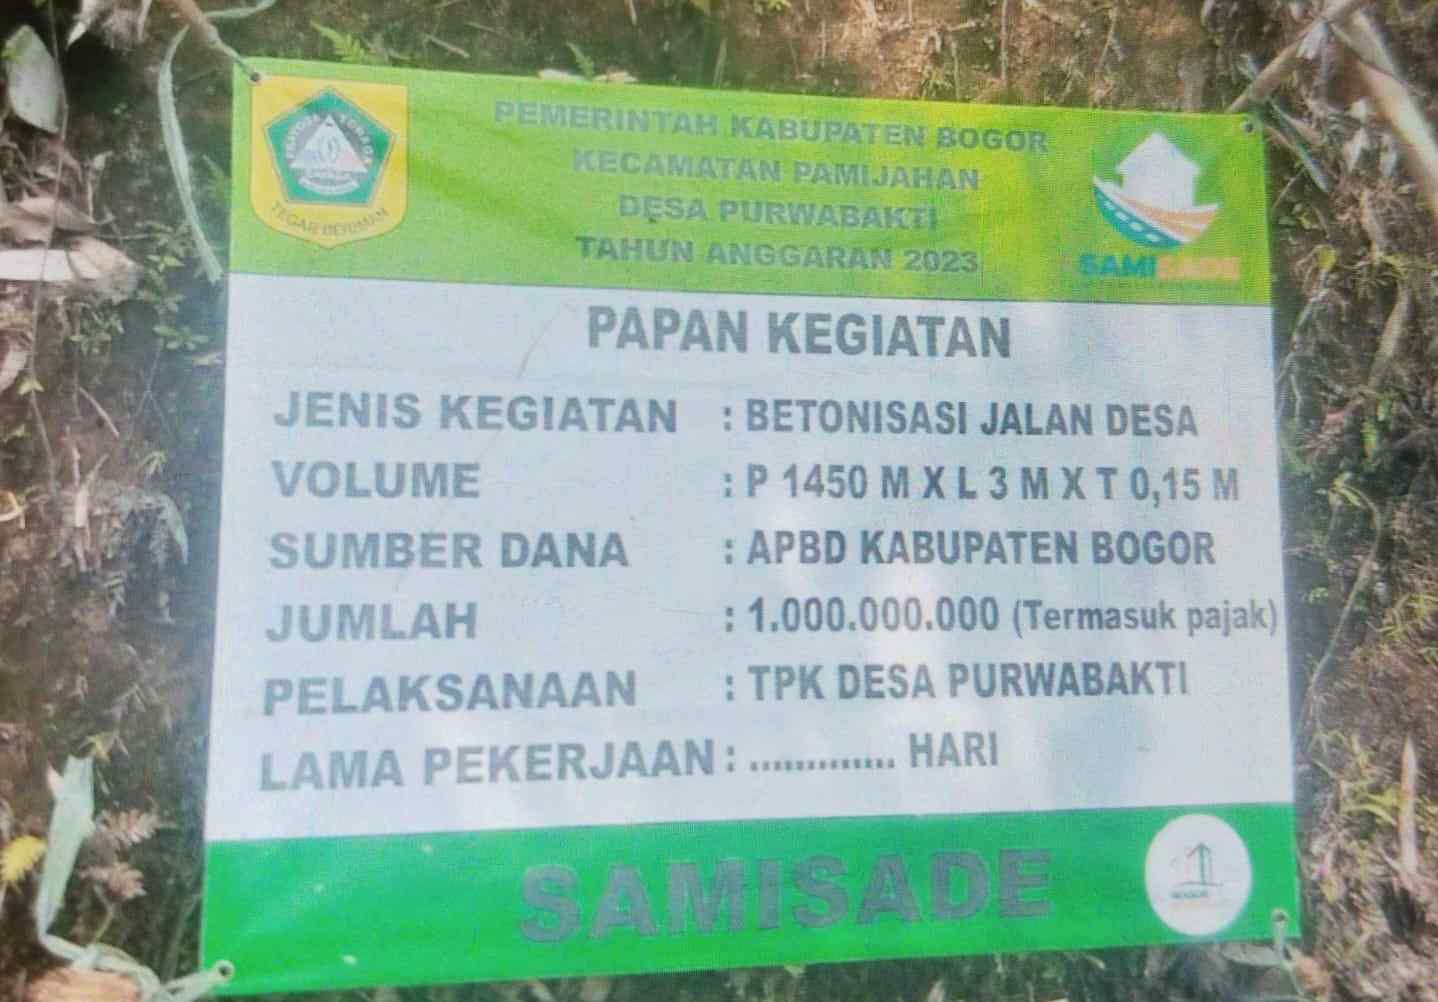 PEMERINTAH KABUPATEN BOGOR
KECAMATAN PAMIJAHAN
DESA PURWABAKTI
TAHUN ANGGARAN 2023
TEGAR BERIMAN
SAMISADE
PAPAN KEGIATAN
JENIS KEGIATAN : BETONISASI JALAN DESA
VOLUME : P 1450 M X L 3 M X T 0,15 M
SUMBER DANA : APBD KABUPATEN BOGOR
JUMLAH : 1.000.000.000 (Termasuk pajak)
PELAKSANAAN : TPK DESA PURWABAKTI
LAMA PEKERJAAN : ............. HARI
SAMISADE